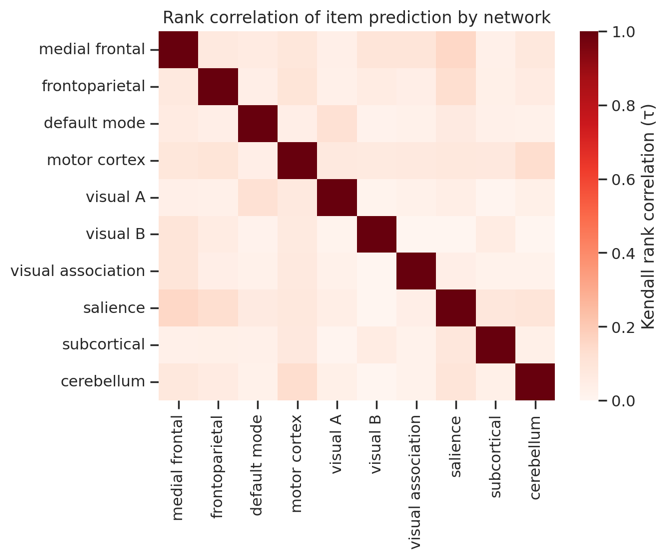 Rank correlation of item prediction by network
medial frontal
frontoparietal
default mode
motor cortex
visual A
visual B
visual association
salience
subcortical
cerebellum
medial frontal
frontoparietal
default mode
motor cortex
visual A
visual B
visual association
salience
subcortical
cerebellum
1.0
0.8
0.6
0.4
0.2
0.0
Kendall rank correlation (τ)